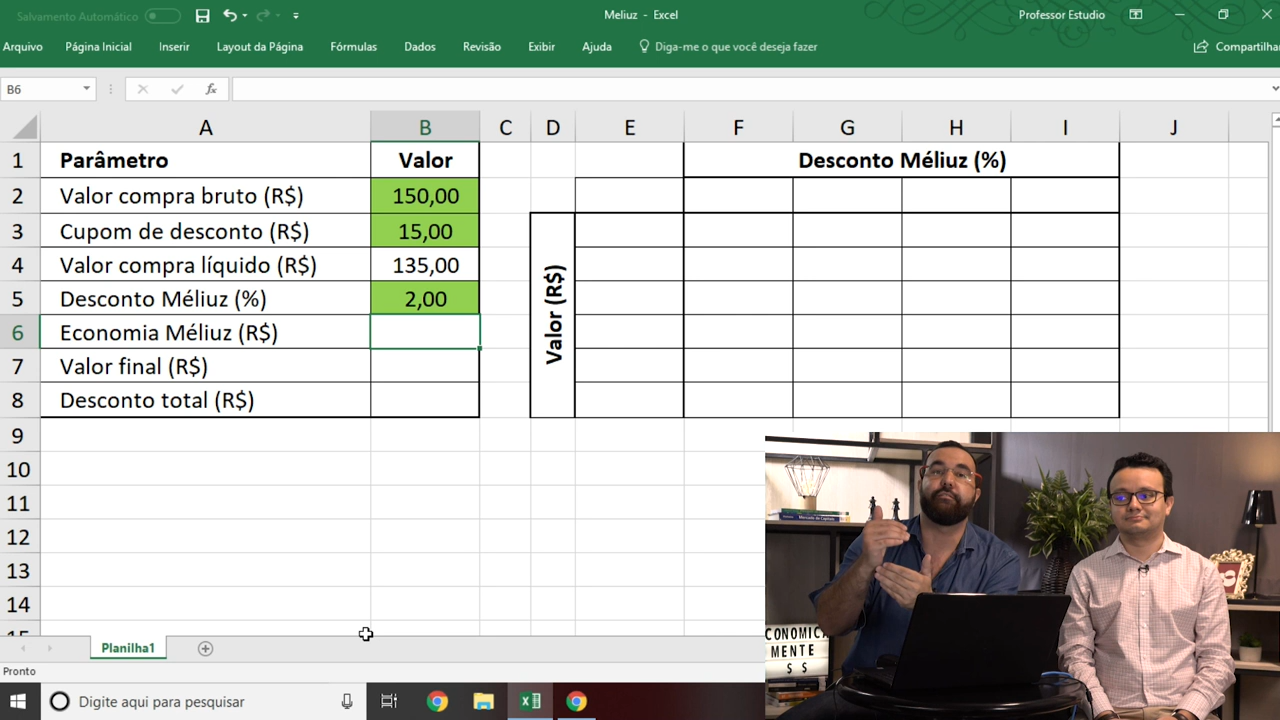 Salvamento Automático
Meliuz - Excel
Professor Estudio
Arquivo
Página Inicial
Inserir
Layout da Página
Fórmulas
Dados
Revisão
Exibir
Ajuda
Diga-me o que você deseja fazer
Compartilha
B6
fx
A B C D E F G H I J
1 Parâmetro Valor Desconto Méliuz (%)
2 Valor compra bruto (R$) 150,00
3 Cupom de desconto (R$) 15,00
4 Valor compra líquido (R$) 135,00
5 Desconto Méliuz (%) 2,00
6 Economia Méliuz (R$)
7 Valor final (R$)
8 Desconto total (R$)
Valor (R$)
9
10
11
12
13
14
15
ECONOMICA
MENTE
$ $
Planilha1
Pronto
Digite aqui para pesquisar